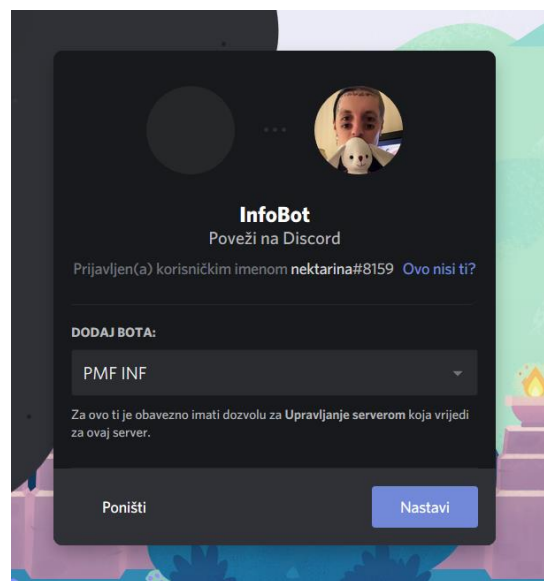 InfoBot
Poveži na Discord
Prijavljen(a) korisničkim imenom nektarina#8159 Ovo nisi ti?
DODAJ BOTA:
PMF INF
Za ovo ti je obavezno imati dozvolu za Upravljanje serverom koja vrijedi
za ovaj server.
Poništi Nastavi